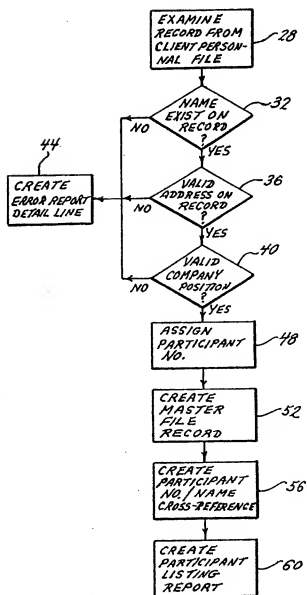 EXAMINE
RECORD FROM
CLIENT PERSON-
NAL FILE
28
NAME
EXIST ON
RECORD
?
32
NO
YES
44
CREATE
ERROR REPORT
DETAIL LINE
VALID
ADDRESS ON
RECORD
?
36
NO
YES
VALID
COMPANY
POSITION
?
40
NO
YES
ASSIGN
PARTICIPANT
NO.
48
CREATE
MASTER
FILE
RECORD
52
CREATE
PARTICIPANT
NO./NAME
CROSS-REFERENCE
56
CREATE
PARTICIPANT
LISTING
REPORT
60